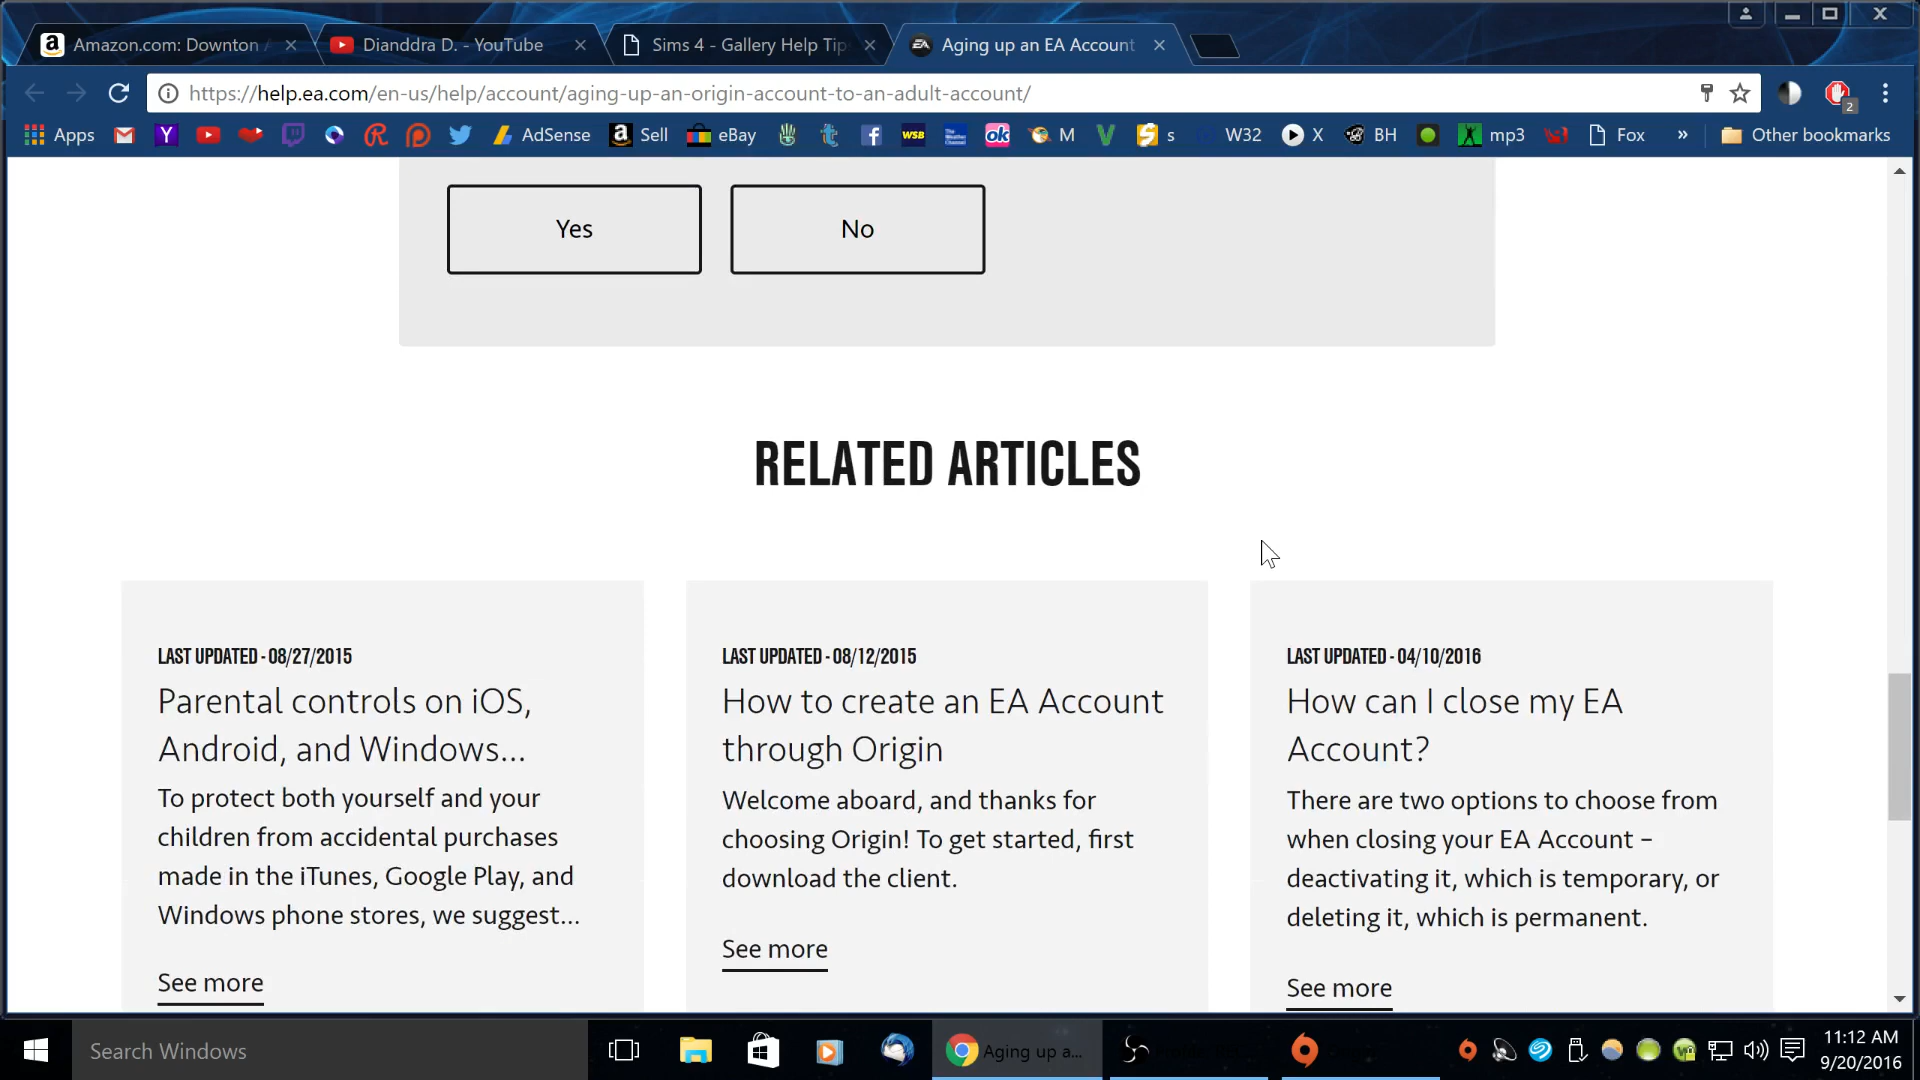 Amazon.com: Downton A
Dianddra D. - YouTube
Sims 4 - Gallery Help Tip
EA
Aging up an EA Account
https://help.ea.com/en-us/help/account/aging-up-an-origin-account-to-an-adult-account/
2
Apps
AdSense
Sell
eBay
WSB
ok
M
s
W32
X
BH
mp3
Fox
»
Other bookmarks
Yes
No
RELATED ARTICLES
LAST UPDATED - 08/27/2015
Parental controls on iOS,
Android, and Windows...
To protect both yourself and your
children from accidental purchases
made in the iTunes, Google Play, and
Windows phone stores, we suggest...
See more
LAST UPDATED - 08/12/2015
How to create an EA Account
through Origin
Welcome aboard, and thanks for
choosing Origin! To get started, first
download the client.
See more
LAST UPDATED - 04/10/2016
How can I close my EA
Account?
There are two options to choose from
when closing your EA Account –
deactivating it, which is temporary, or
deleting it, which is permanent.
See more
Search Windows
Aging up a...
11:12 AM
9/20/2016